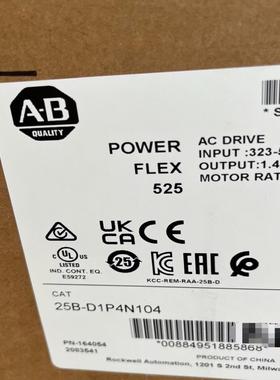 A-B
QUALITY
POWER
FLEX
525
AC DRIVE
INPUT :323-
OUTPUT:1.4
MOTOR RAT
* S
UL US
LISTED
IND. CONT. EQ.
E59272
UK
CA
CE
25
EAC
KCC-REM-RAA-25B-D
CAT
25B-D1P4N104
PN-164054
2063541
*00884951885868*
PRODUCT OF CHINA
Rockwell Automation, 1201 S 2nd St, Milw